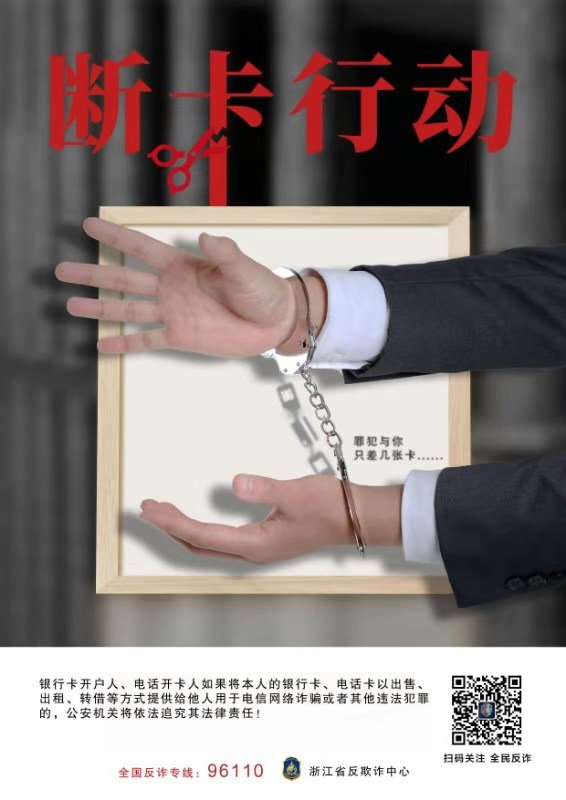 断卡行动
罪犯与你
只差几张卡......
银行卡开户人、电话开卡人如果将本人的银行卡、电话卡以出售、
出租、转借等方式提供给他人用于电信网络诈骗或者其他违法犯罪
的，公安机关将依法追究其法律责任！
扫码关注 全民反诈
全国反诈专线：96110 浙江省反欺诈中心